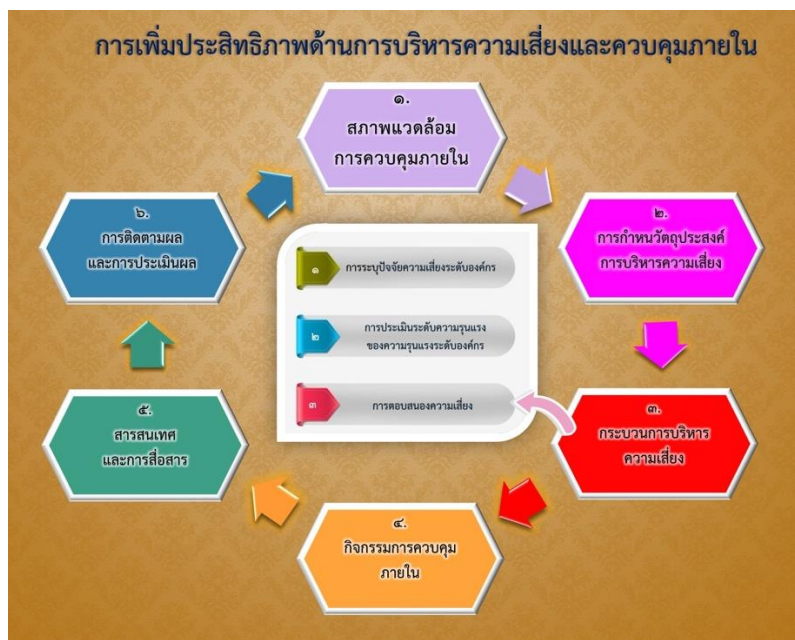 การเพิ่มประสิทธิภาพด้านการบริหารความเสี่ยงและควบคุมภายใน
๑.
สภาพแวดล้อม
การควบคุมภายใน
๒.
การกำหนวัตถุประสงค์
การบริหารความเสี่ยง
๓.
กระบวนการบริหาร
ความเสี่ยง
๑
การระบุปัจจัยความเสี่ยงระดับองค์กร
๒
การประเมินระดับความรุนแรง
ของความรุนแรงระดับองค์กร
๓
การตอบสนองความเสี่ยง
๔.
กิจกรรมการควบคุม
ภายใน
๕.
สารสนเทศ
และการสื่อสาร
๖.
การติดตามผล
และการประเมินผล